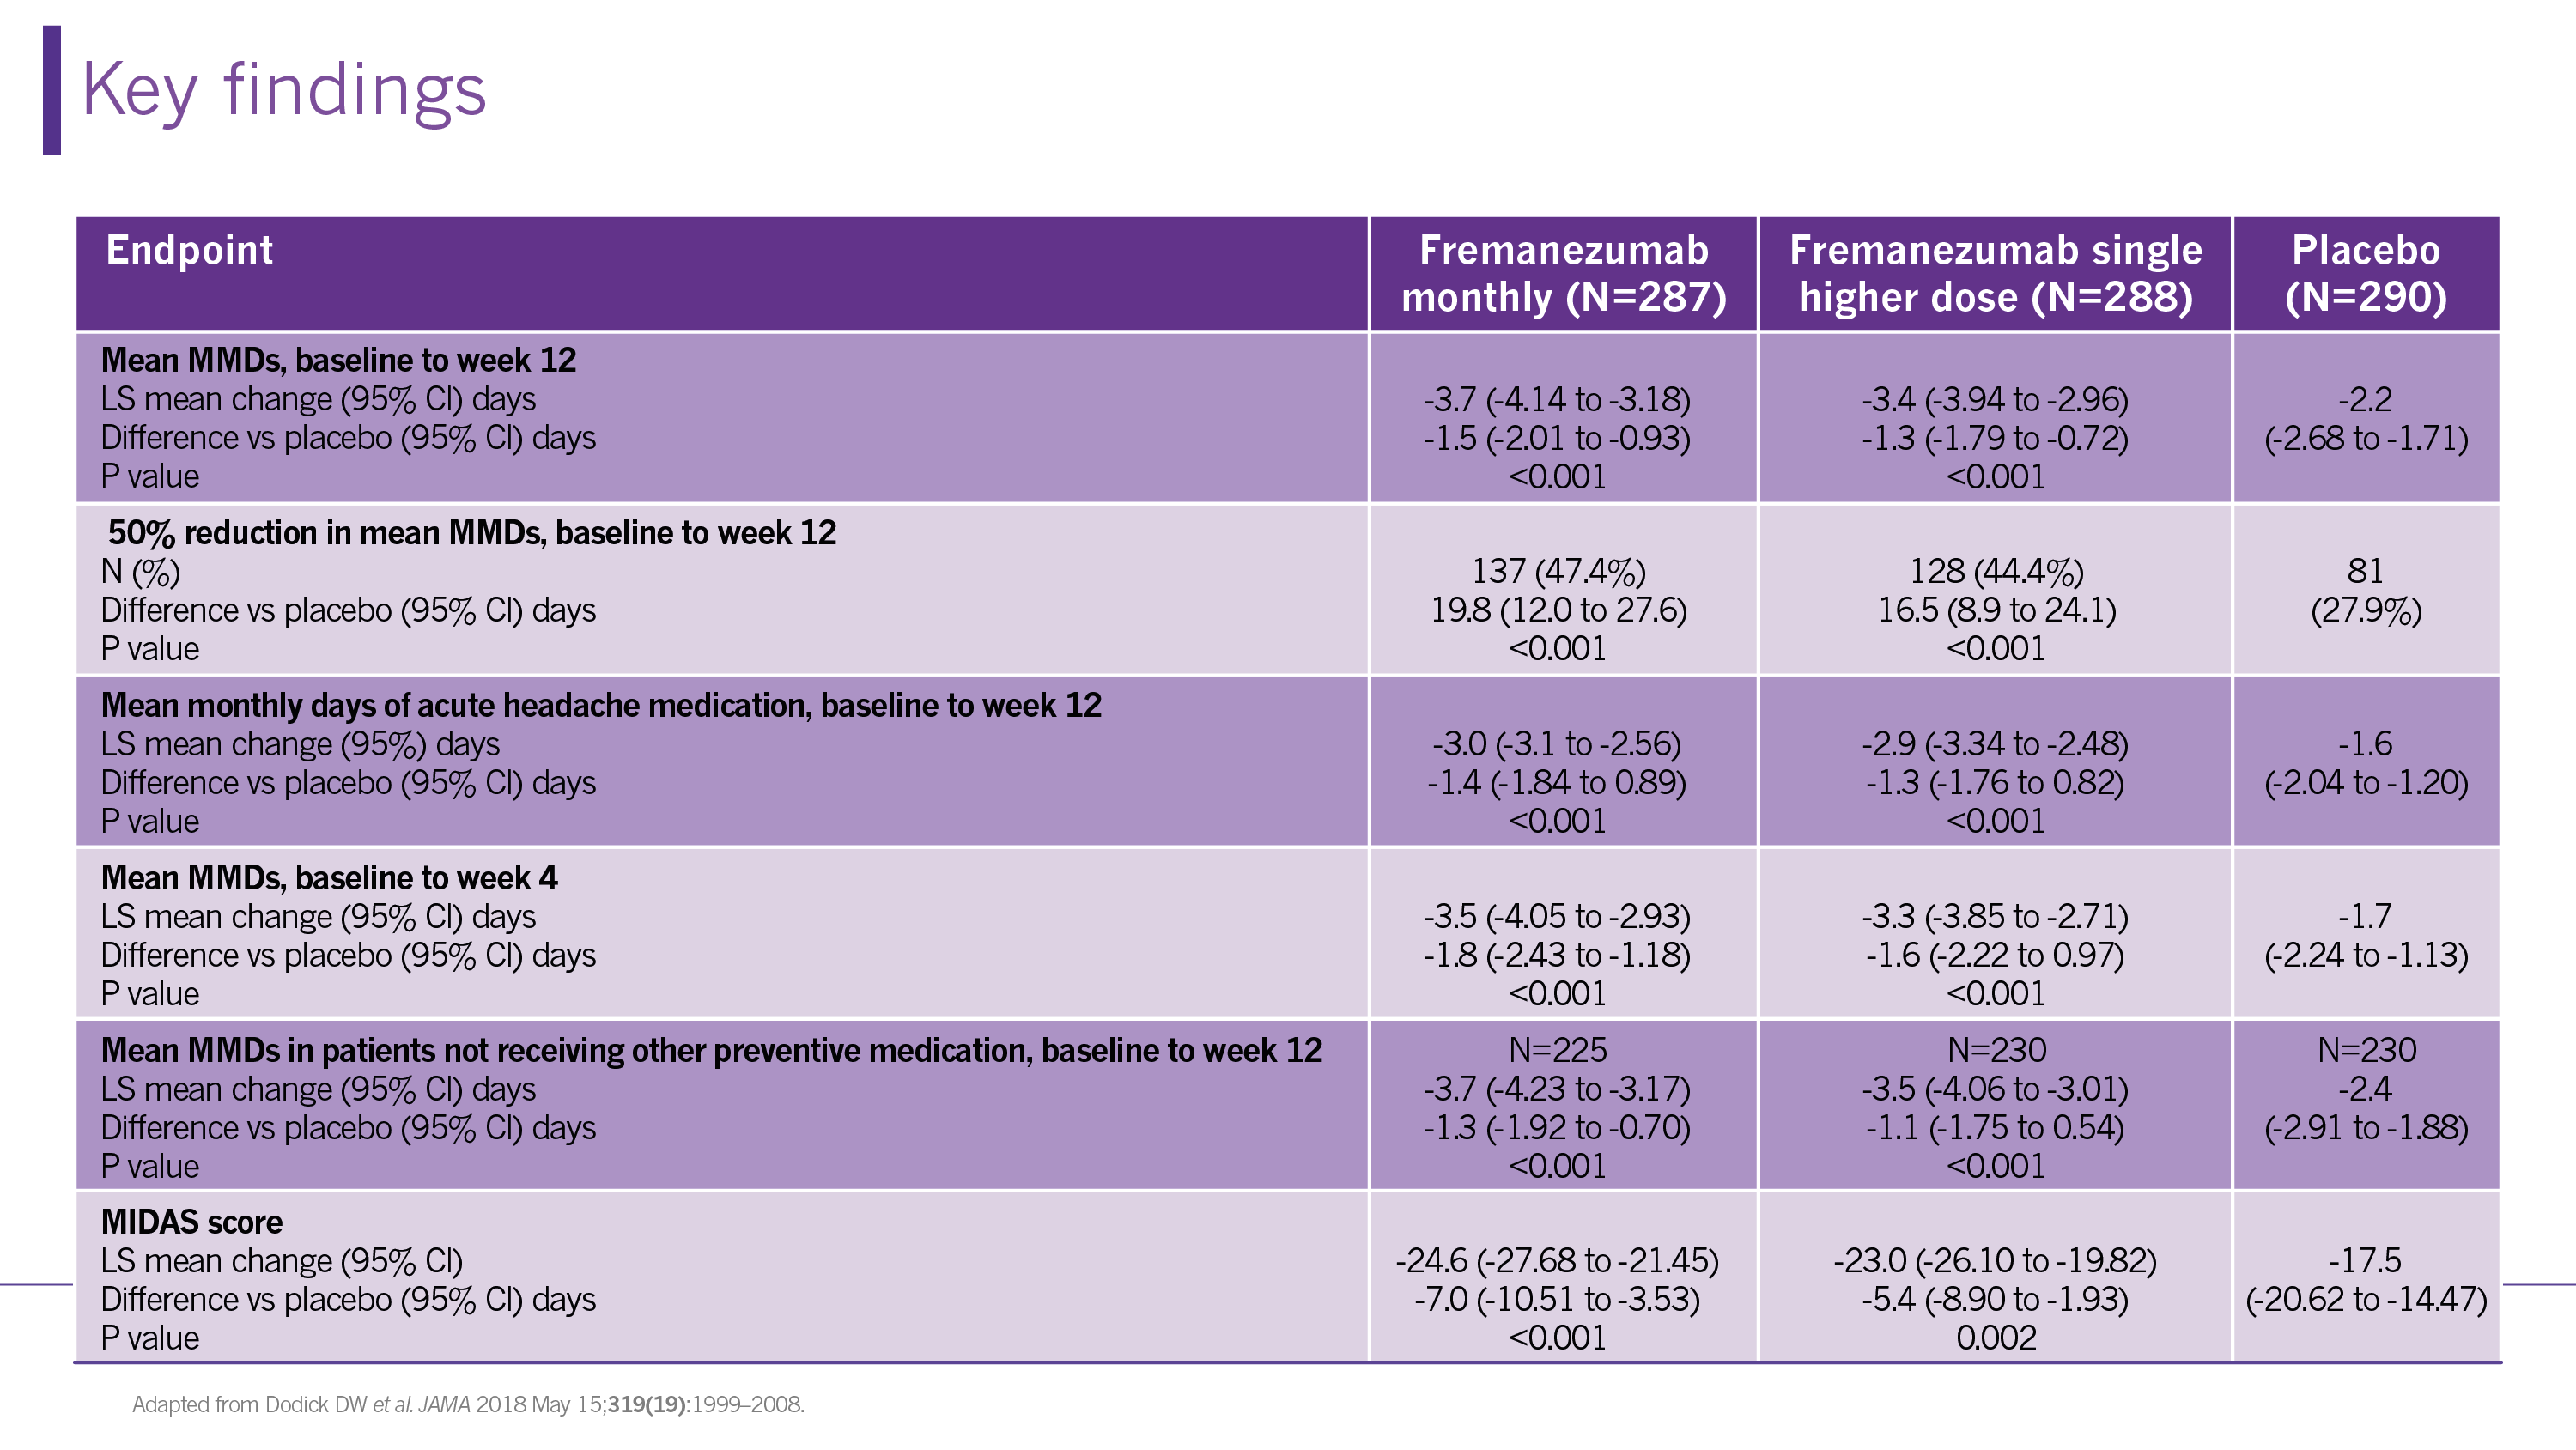 Key findings
Endpoint
Fremanezumab
monthly (N=287)
Fremanezumab single
higher dose (N=288)
Placebo
(N=290)
Mean MMDs, baseline to week 12
LS mean change (95% CI) days -3.7 (-4.14 to -3.18) -3.4 (-3.94 to -2.96) -2.2
Difference vs placebo (95% CI) days -1.5 (-2.01 to -0.93) -1.3 (-1.79 to -0.72) (-2.68 to -1.71)
P value <0.001 <0.001
50% reduction in mean MMDs, baseline to week 12
N (%) 137 (47.4%) 128 (44.4%) 81
Difference vs placebo (95% CI) days 19.8 (12.0 to 27.6) 16.5 (8.9 to 24.1) (27.9%)
P value <0.001 <0.001
Mean monthly days of acute headache medication, baseline to week 12
LS mean change (95%) days -3.0 (-3.1 to -2.56) -2.9 (-3.34 to -2.48) -1.6
Difference vs placebo (95% CI) days -1.4 (-1.84 to 0.89) -1.3 (-1.76 to 0.82) (-2.04 to -1.20)
P value <0.001 <0.001
Mean MMDs, baseline to week 4
LS mean change (95% CI) days -3.5 (-4.05 to -2.93) -3.3 (-3.85 to -2.71) -1.7
Difference vs placebo (95% CI) days -1.8 (-2.43 to -1.18) -1.6 (-2.22 to 0.97) (-2.24 to -1.13)
P value <0.001 <0.001
Mean MMDs in patients not receiving other preventive medication, baseline to week 12 N=225 N=230 N=230
LS mean change (95% CI) days -3.7 (-4.23 to -3.17) -3.5 (-4.06 to -3.01) -2.4
Difference vs placebo (95% CI) days -1.3 (-1.92 to -0.70) -1.1 (-1.75 to 0.54) (-2.91 to -1.88)
P value <0.001 <0.001
MIDAS score
LS mean change (95% CI) -24.6 (-27.68 to -21.45) -23.0 (-26.10 to -19.82) -17.5
Difference vs placebo (95% CI) days -7.0 (-10.51 to -3.53) -5.4 (-8.90 to -1.93) (-20.62 to -14.47)
P value <0.001 0.002
Adapted from Dodick DW et al. JAMA 2018 May 15;319(19):1999–2008.